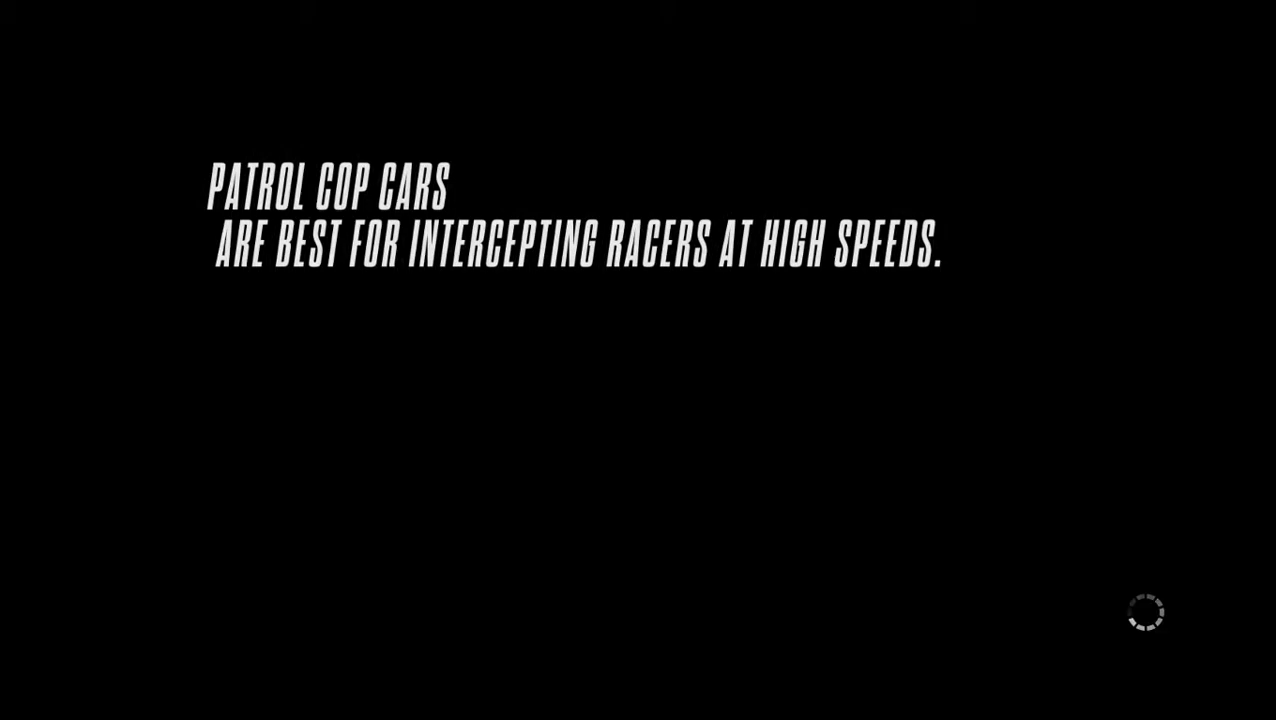 PATROL COP CARS
ARE BEST FOR INTERCEPTING RACERS AT HIGH SPEEDS.